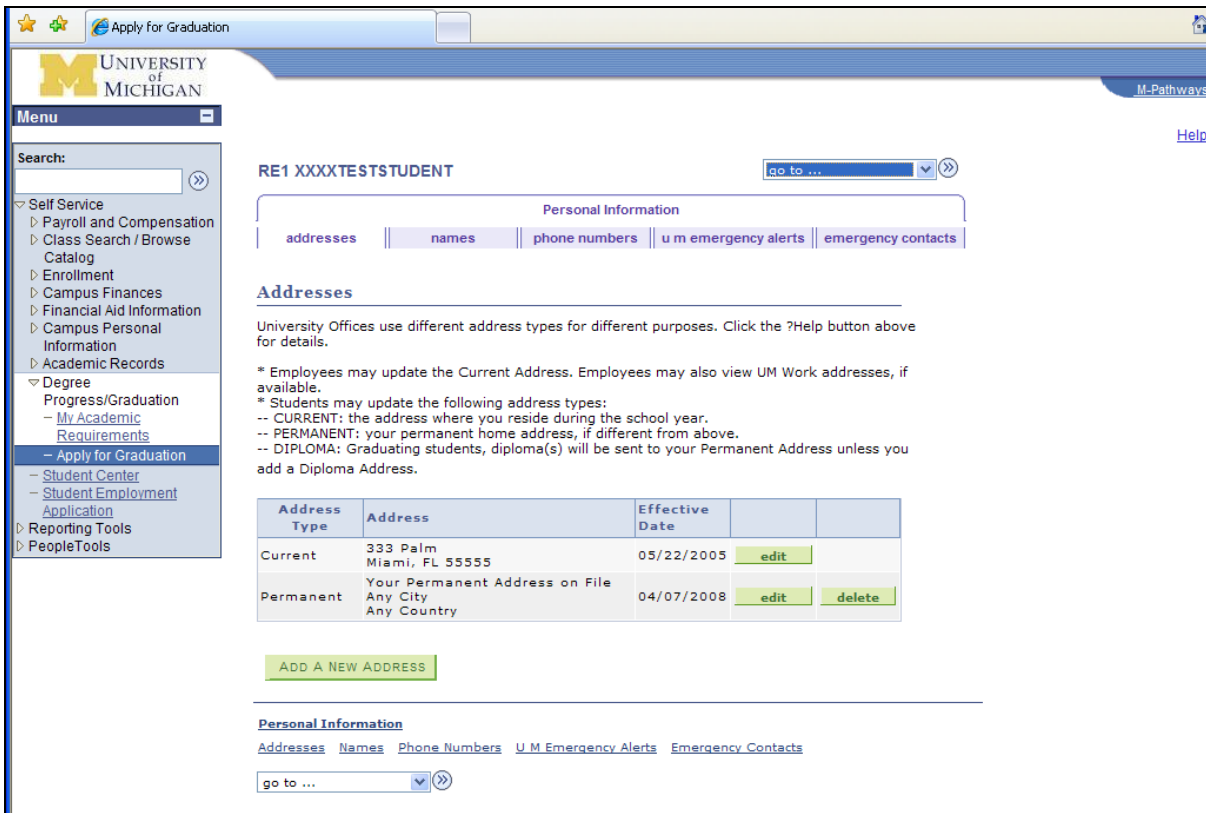 Apply for Graduation
UNIVERSITY
of
MICHIGAN
M-Pathways
Menu
Help
Search:
RE1 XXXXTESTSTUDENT
go to ...
Self Service
Payroll and Compensation
Class Search / Browse
Catalog
Enrollment
Campus Finances
Financial Aid Information
Campus Personal
Information
Academic Records
Degree
Progress/Graduation
– My Academic
Requirements
– Apply for Graduation
– Student Center
– Student Employment
Application
Reporting Tools
PeopleTools
Personal Information
addresses names phone numbers u m emergency alerts emergency contacts
Addresses
University Offices use different address types for different purposes. Click the ?Help button above
for details.
* Employees may update the Current Address. Employees may also view UM Work addresses, if
available.
* Students may update the following address types:
-- CURRENT: the address where you reside during the school year.
-- PERMANENT: your permanent home address, if different from above.
-- DIPLOMA: Graduating students, diploma(s) will be sent to your Permanent Address unless you
add a Diploma Address.
Address Type Address Effective Date
Current 333 Palm 05/22/2005 edit
Miami, FL 55555
Your Permanent Address on File
Permanent Any City 04/07/2008 edit delete
Any Country
ADD A NEW ADDRESS
Personal Information
Addresses Names Phone Numbers U M Emergency Alerts Emergency Contacts
go to ...